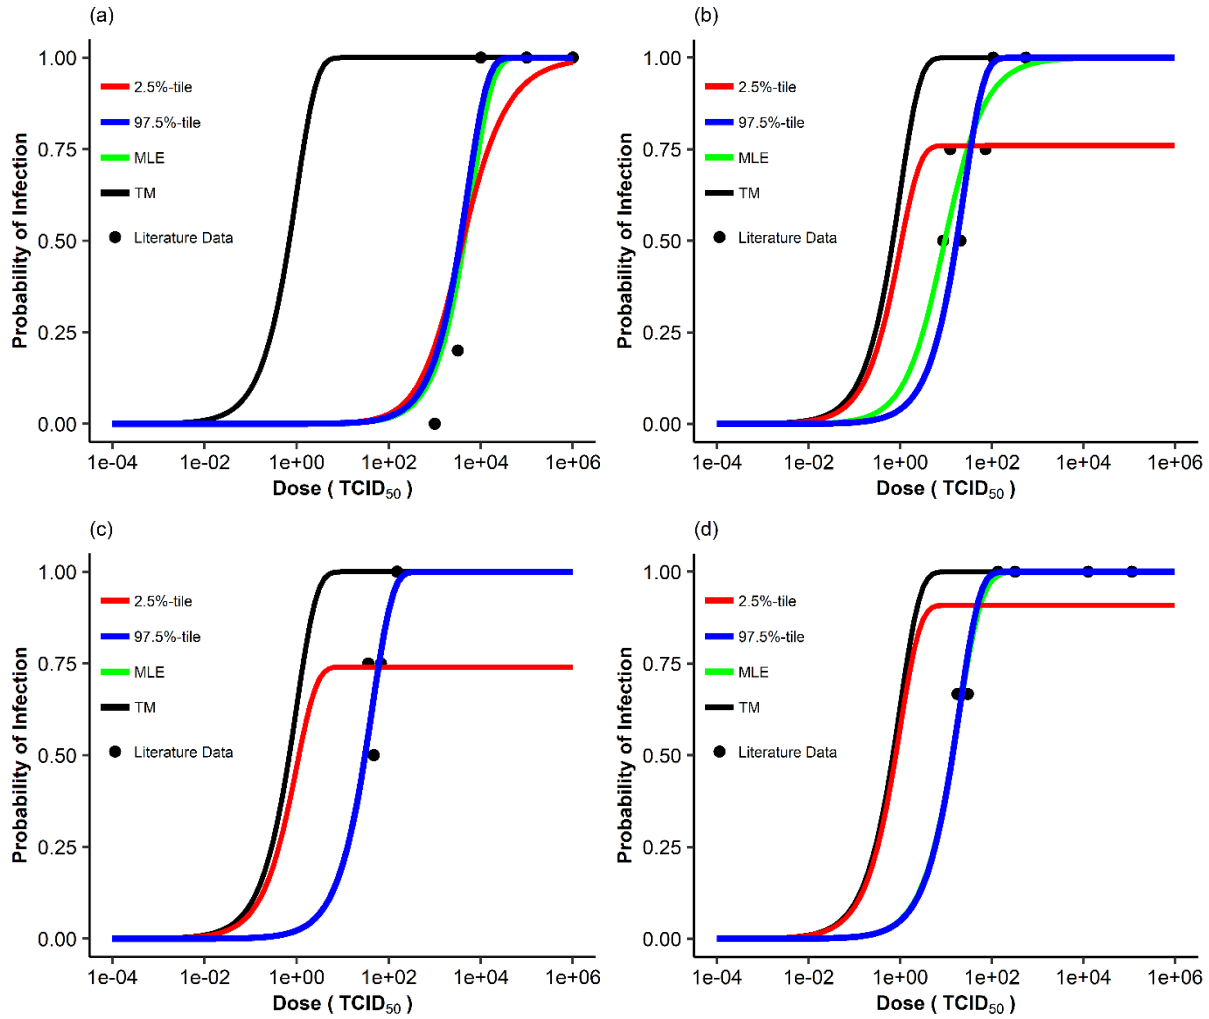 (a)
Probability of Infection
1.00
0.75
0.50
0.25
0.00
2.5%-tile
97.5%-tile
MLE
TM
Literature Data
1e-04 1e-02 1e+00 1e+02 1e+04 1e+06
Dose ( TCID50 )
(b)
Probability of Infection
1.00
0.75
0.50
0.25
0.00
2.5%-tile
97.5%-tile
MLE
TM
Literature Data
1e-04 1e-02 1e+00 1e+02 1e+04 1e+06
Dose ( TCID50 )
(c)
Probability of Infection
1.00
0.75
0.50
0.25
0.00
2.5%-tile
97.5%-tile
MLE
TM
Literature Data
1e-04 1e-02 1e+00 1e+02 1e+04 1e+06
Dose ( TCID50 )
(d)
Probability of Infection
1.00
0.75
0.50
0.25
0.00
2.5%-tile
97.5%-tile
MLE
TM
Literature Data
1e-04 1e-02 1e+00 1e+02 1e+04 1e+06
Dose ( TCID50 )